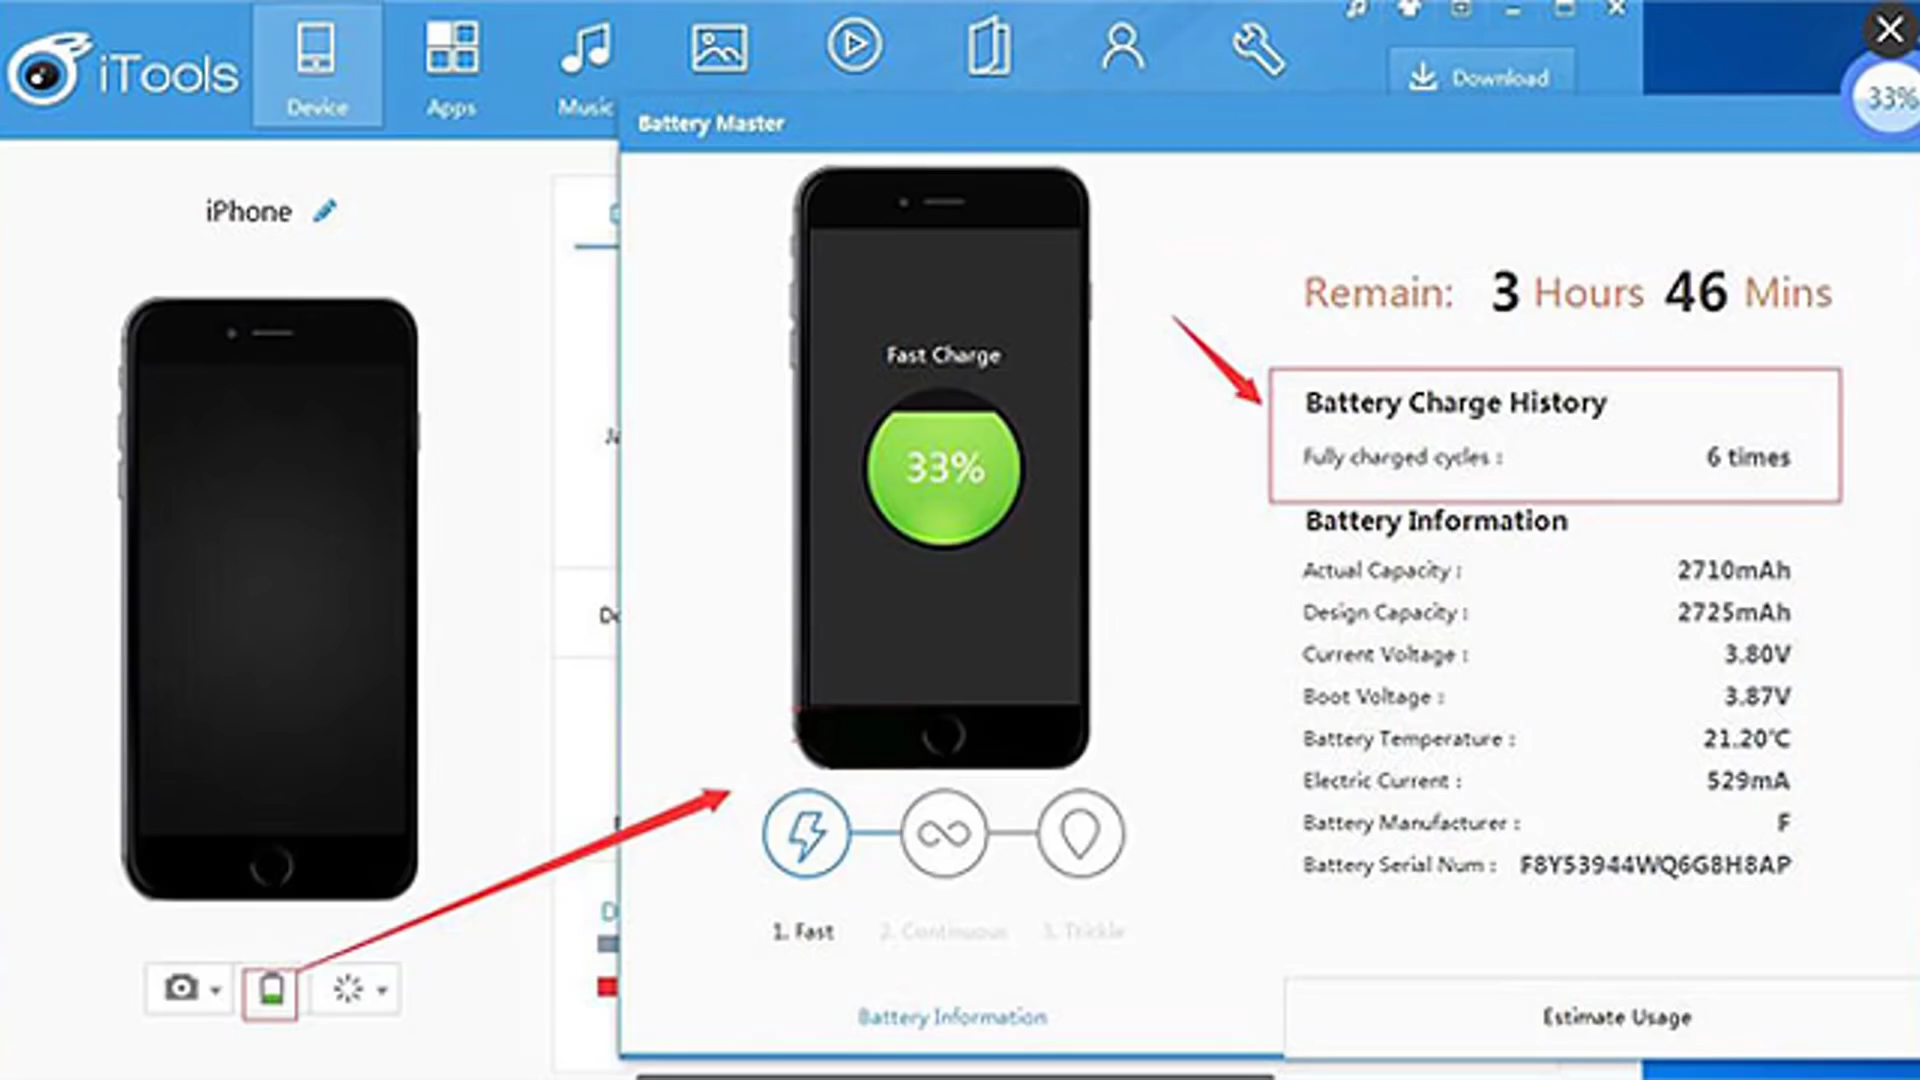 iTools
Device
Apps
Music
Download
33%
Battery Master
iPhone
Fast Charge
33%
Remain: 3 Hours 46 Mins
Battery Charge History
Fully charged cycles : 6 times
Battery Information
Actual Capacity : 2710mAh
Design Capacity : 2725mAh
Current Voltage : 3.80V
Boot Voltage : 3.87V
Battery Temperature : 21.20℃
Electric Current : 529mA
Battery Manufacturer : F
Battery Serial Num : F8Y53944WQ6G8H8AP
1. Fast
2. Continuous
3. Trickle
Battery Information
Estimate Usage